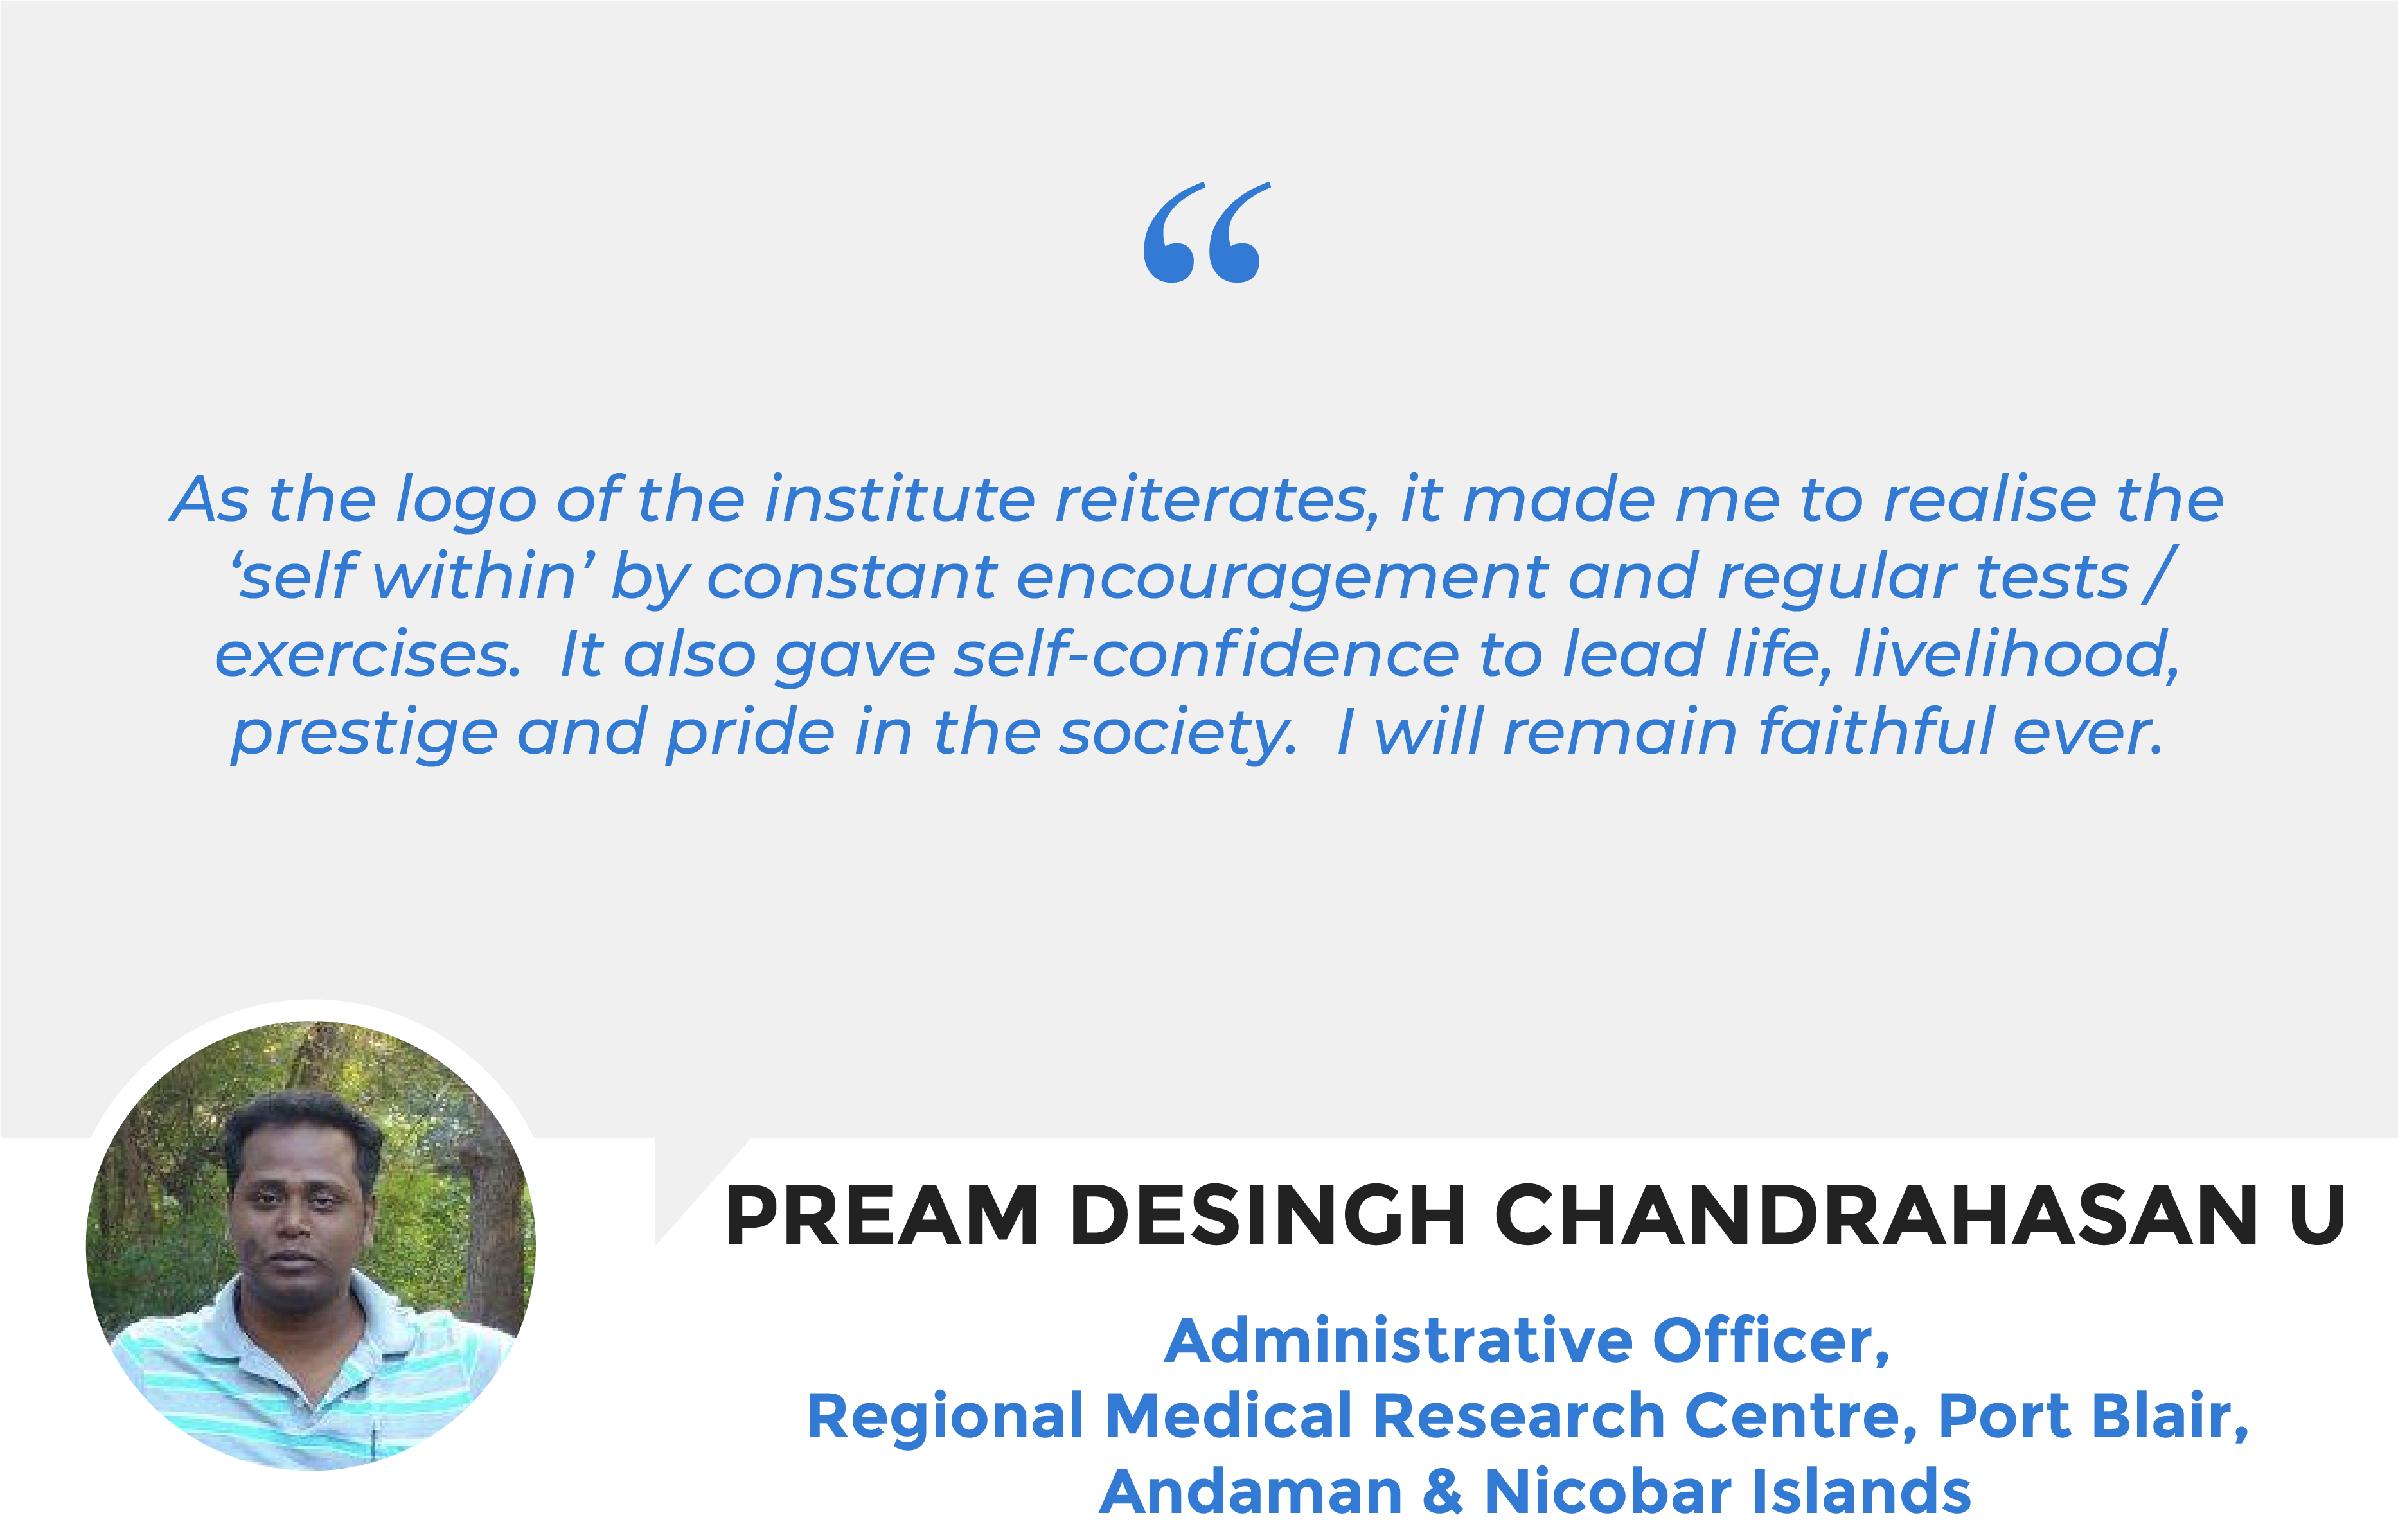 “
As the logo of the institute reiterates, it made me to realise the
‘self within’ by constant encouragement and regular tests /
exercises.  It also gave self-confidence to lead life, livelihood,
prestige and pride in the society.  I will remain faithful ever.
PREAM DESINGH CHANDRAHASAN U
Administrative Officer,
Regional Medical Research Centre, Port Blair,
Andaman & Nicobar Islands